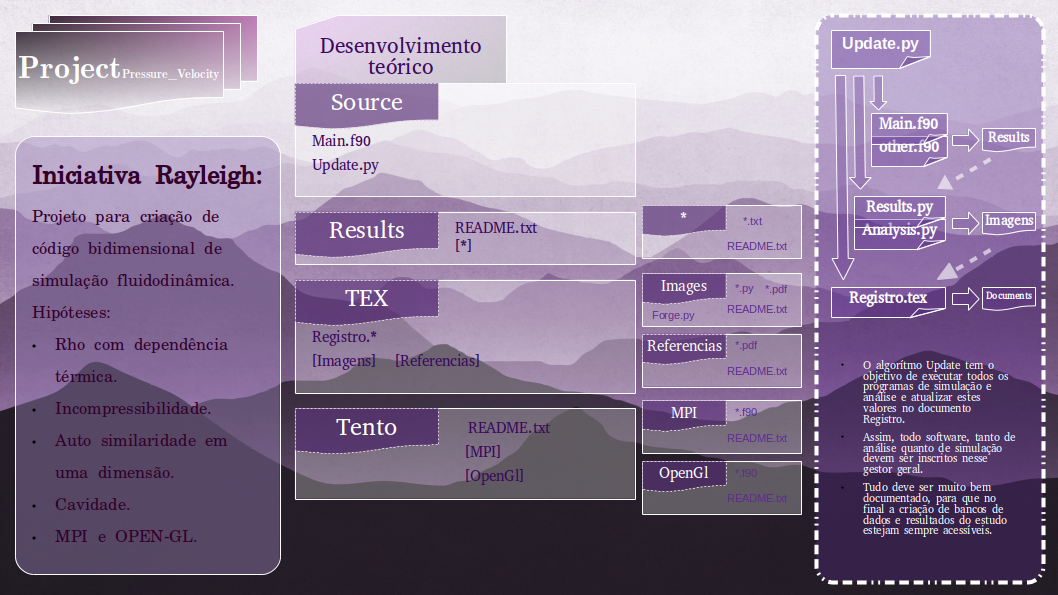 Project Pressure_Velocity
Iniciativa Rayleigh:
Projeto para criação de
código bidimensional de
simulação fluidodinâmica.
Hipóteses:
• Rho com dependência
térmica.
• Incompressibilidade.
• Auto similaridade em
uma dimensão.
• Cavidade.
• MPI e OPEN-GL.
Desenvolvimento
teórico
Source
Main.f90
Update.py
Results
README.txt
[*]
TEX
Registro.*
[Imagens] [Referencias]
Tento
README.txt
[MPI]
[OpenGl]
*
*.txt
README.txt
Images
*.py *.pdf
README.txt
Forge.py
Referencias
*.pdf
README.txt
MPI
*.f90
README.txt
OpenGl
*.f90
README.txt
Update.py
Main.f90
other.f90
Results
Results.py
Analysis.py
Imagens
Registro.tex
Documents
• O algoritmo Update tem o
objetivo de executar todos os
programas de simulação e
análise e atualizar estes
valores no documento
Registro.
• Assim, todo software, tanto de
análise quanto de simulação
devem ser inscritos nesse
gestor geral.
• Tudo deve ser muito bem
documentado, para que no
final a criação de bancos de
dados e resultados do estudo
estejam sempre acessíveis.